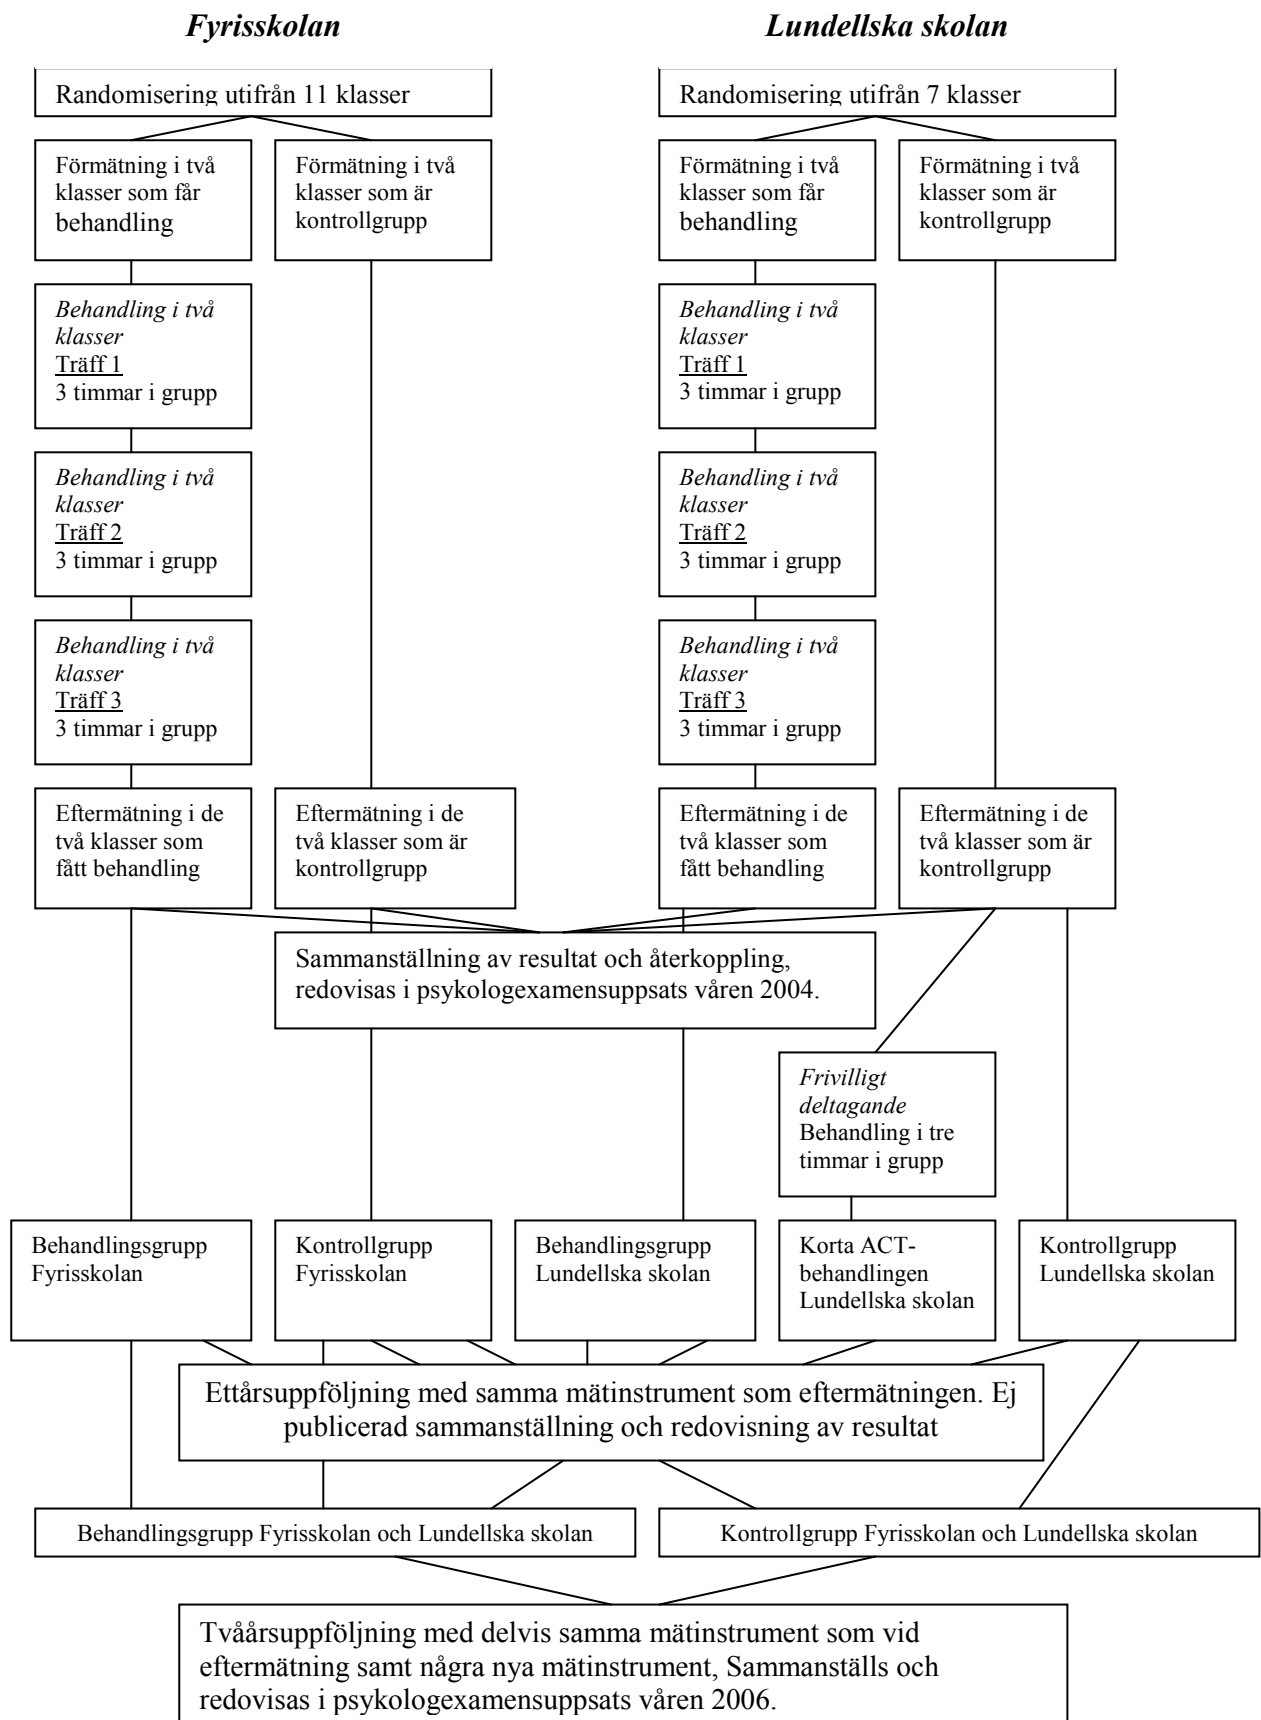 Fyrisskolan
Lundellska skolan
Randomisering utifrån 11 klasser
Randomisering utifrån 7 klasser
Förmätning i två
klasser som får
behandling
Förmätning i två
klasser som är
kontrollgrupp
Förmätning i två
klasser som får
behandling
Förmätning i två
klasser som är
kontrollgrupp
Behandling i två
klasser
Träff 1
3 timmar i grupp
Behandling i två
klasser
Träff 1
3 timmar i grupp
Behandling i två
klasser
Träff 2
3 timmar i grupp
Behandling i två
klasser
Träff 2
3 timmar i grupp
Behandling i två
klasser
Träff 3
3 timmar i grupp
Behandling i två
klasser
Träff 3
3 timmar i grupp
Eftermätning i de
två klasser som
fått behandling
Eftermätning i de
två klasser som är
kontrollgrupp
Eftermätning i de
två klasser som
fått behandling
Eftermätning i de
två klasser som är
kontrollgrupp
Sammanställning av resultat och återkoppling,
redovisas i psykologexamensuppsats våren 2004.
Frivilligt
deltagande
Behandling i tre
timmar i grupp
Behandlingsgrupp
Fyrisskolan
Kontrollgrupp
Fyrisskolan
Behandlingsgrupp
Lundellska skolan
Korta ACT-
behandlingen
Lundellska skolan
Kontrollgrupp
Lundellska skolan
Ettårsuppföljning med samma mätinstrument som eftermätningen. Ej
publicerad sammanställning och redovisning av resultat
Behandlingsgrupp Fyrisskolan och Lundellska skolan
Kontrollgrupp Fyrisskolan och Lundellska skolan
Tvåårsuppföljning med delvis samma mätinstrument som vid
eftermätning samt några nya mätinstrument, Sammanställs och
redovisas i psykologexamensuppsats våren 2006.